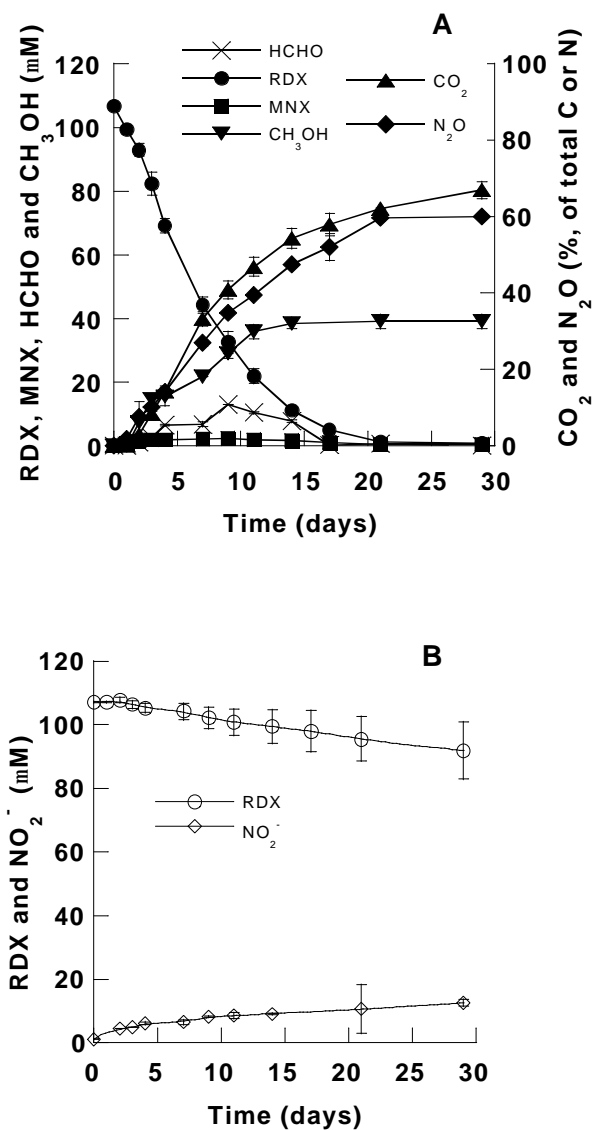 A
HCHO
RDX
MNX
CH₃OH
CO₂
N₂O
RDX, MNX, HCHO and CH₃OH (mM)
120
100
80
60
40
20
0
CO₂ and N₂O (%, of total C or N)
100
80
60
40
20
0
0 5 10 15 20 25 30
Time (days)
B
RDX and NO₂⁻ (mM)
120
100
80
60
40
20
0
RDX
NO₂⁻
0 5 10 15 20 25 30
Time (days)